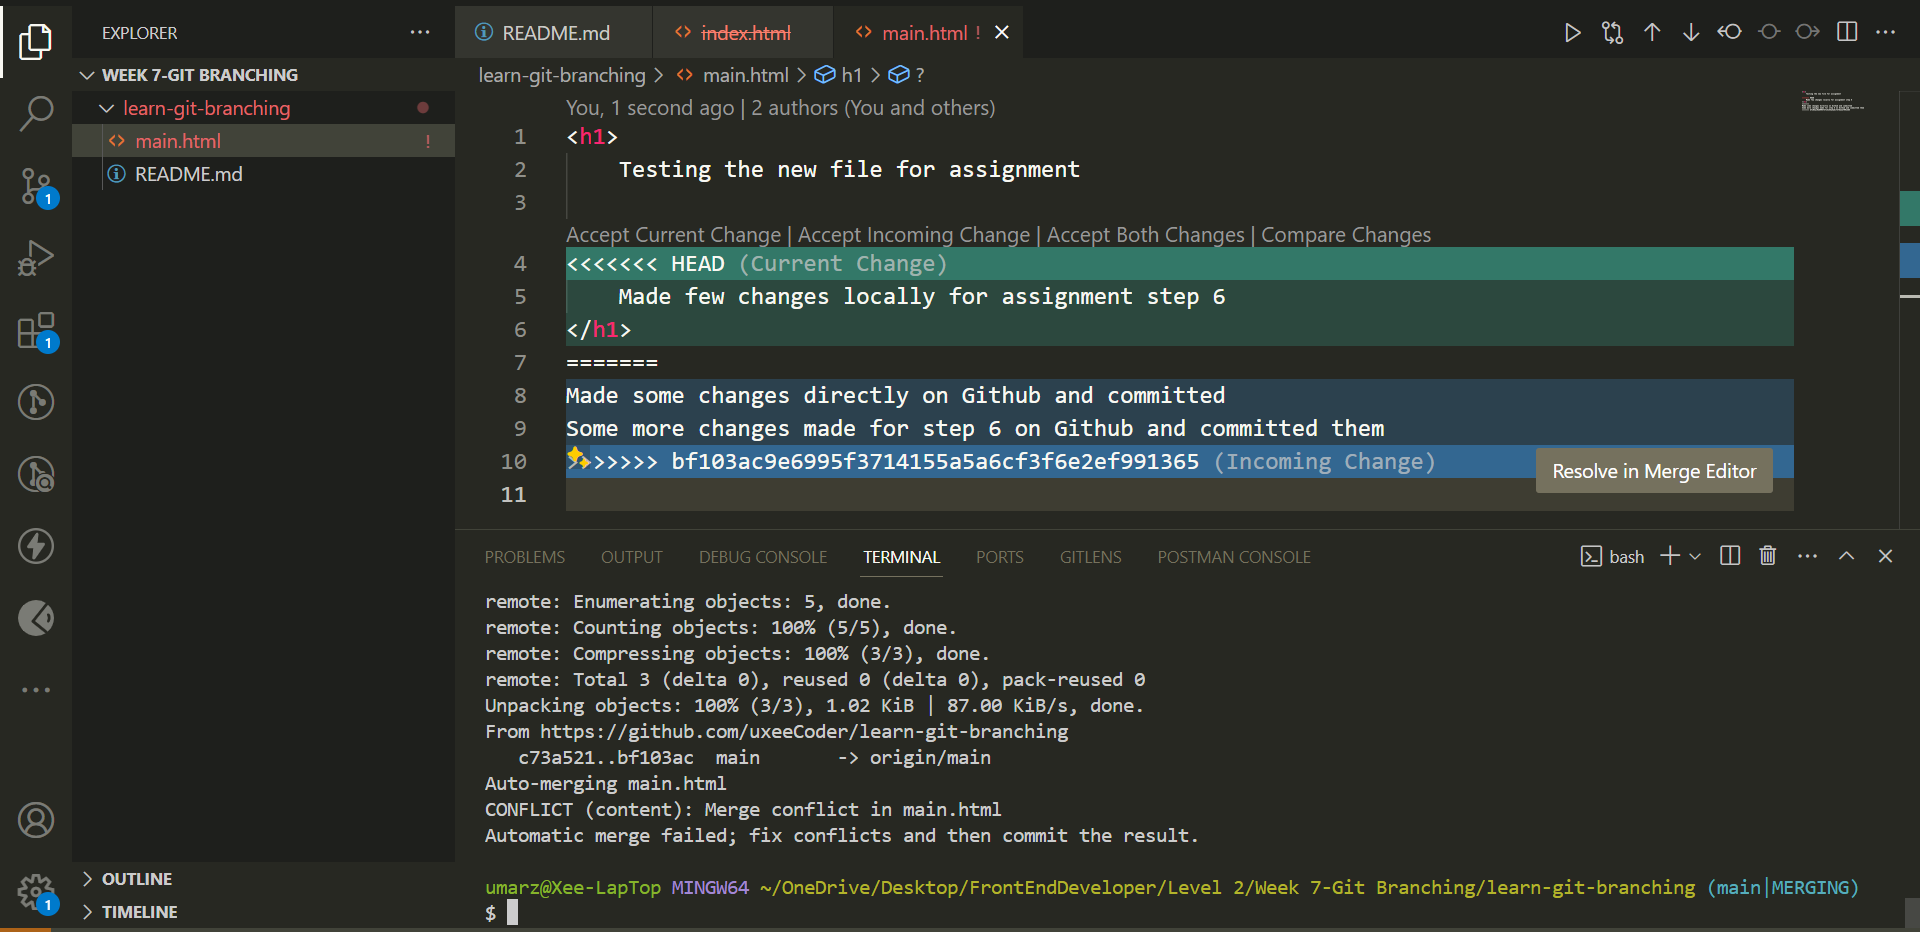 EXPLORER
WEEK 7-GIT BRANCHING
learn-git-branching
main.html !
README.md
1
1
1
OUTLINE
TIMELINE
README.md
index.html
main.html !
learn-git-branching > main.html > h1 > ?
You, 1 second ago | 2 authors (You and others)
1 <h1>
2 Testing the new file for assignment
3
Accept Current Change | Accept Incoming Change | Accept Both Changes | Compare Changes
4 <<<<<<< HEAD (Current Change)
5 Made few changes locally for assignment step 6
6 </h1>
7 =======
8 Made some changes directly on Github and committed
9 Some more changes made for step 6 on Github and committed them
10 >>>>>>> bf103ac9e6995f3714155a5a6cf3f6e2ef991365 (Incoming Change)
Resolve in Merge Editor
11
PROBLEMS OUTPUT DEBUG CONSOLE TERMINAL PORTS GITLENS POSTMAN CONSOLE
bash
remote: Enumerating objects: 5, done.
remote: Counting objects: 100% (5/5), done.
remote: Compressing objects: 100% (3/3), done.
remote: Total 3 (delta 0), reused 0 (delta 0), pack-reused 0
Unpacking objects: 100% (3/3), 1.02 KiB | 87.00 KiB/s, done.
From https://github.com/uxeeCoder/learn-git-branching
c73a521..bf103ac main -> origin/main
Auto-merging main.html
CONFLICT (content): Merge conflict in main.html
Automatic merge failed; fix conflicts and then commit the result.
umarz@Xee-LapTop MINGW64 ~/OneDrive/Desktop/FrontEndDeveloper/Level 2/Week 7-Git Branching/learn-git-branching (main|MERGING)
$